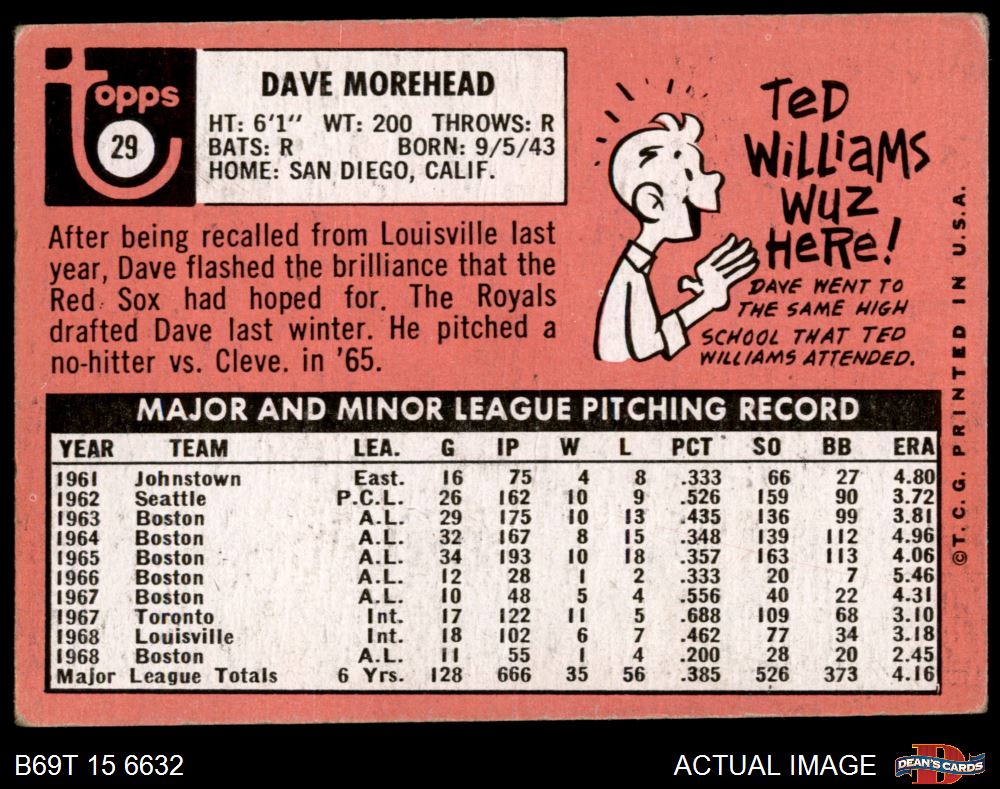 topps
29
DAVE MOREHEAD
HT: 6'1" WT: 200 THROWS: R
BATS: R BORN: 9/5/43
HOME: SAN DIEGO, CALIF.
After being recalled from Louisville last
year, Dave flashed the brilliance that the
Red Sox had hoped for. The Royals
drafted Dave last winter. He pitched a
no-hitter vs. Cleve. in '65.
TeD
WiLLiaMS
WuZ
HeRe!
DAVE WENT TO
THE SAME HIGH
SCHOOL THAT TED
WILLIAMS ATTENDED.
©T.C.G. PRINTED IN U.S.A.
MAJOR AND MINOR LEAGUE PITCHING RECORD
YEAR TEAM LEA. G IP W L PCT SO BB ERA
1961 Johnstown East. 16 75 4 8 .333 66 27 4.80
1962 Seattle P.C.L. 26 162 10 9 .526 159 90 3.72
1963 Boston A.L. 29 175 10 13 .435 136 99 3.81
1964 Boston A.L. 32 167 8 15 .348 139 112 4.96
1965 Boston A.L. 34 193 10 18 .357 163 113 4.06
1966 Boston A.L. 12 28 1 2 .333 20 7 5.46
1967 Boston A.L. 10 48 5 4 .556 40 22 4.31
1967 Toronto Int. 17 122 11 5 .688 109 68 3.10
1968 Louisville Int. 18 102 6 7 .462 77 34 3.18
1968 Boston A.L. 11 55 1 4 .200 28 20 2.45
Major League Totals 6 Yrs. 128 666 35 56 .385 526 373 4.16
B69T 15 6632
ACTUAL IMAGE
D
DEAN'S CARDS